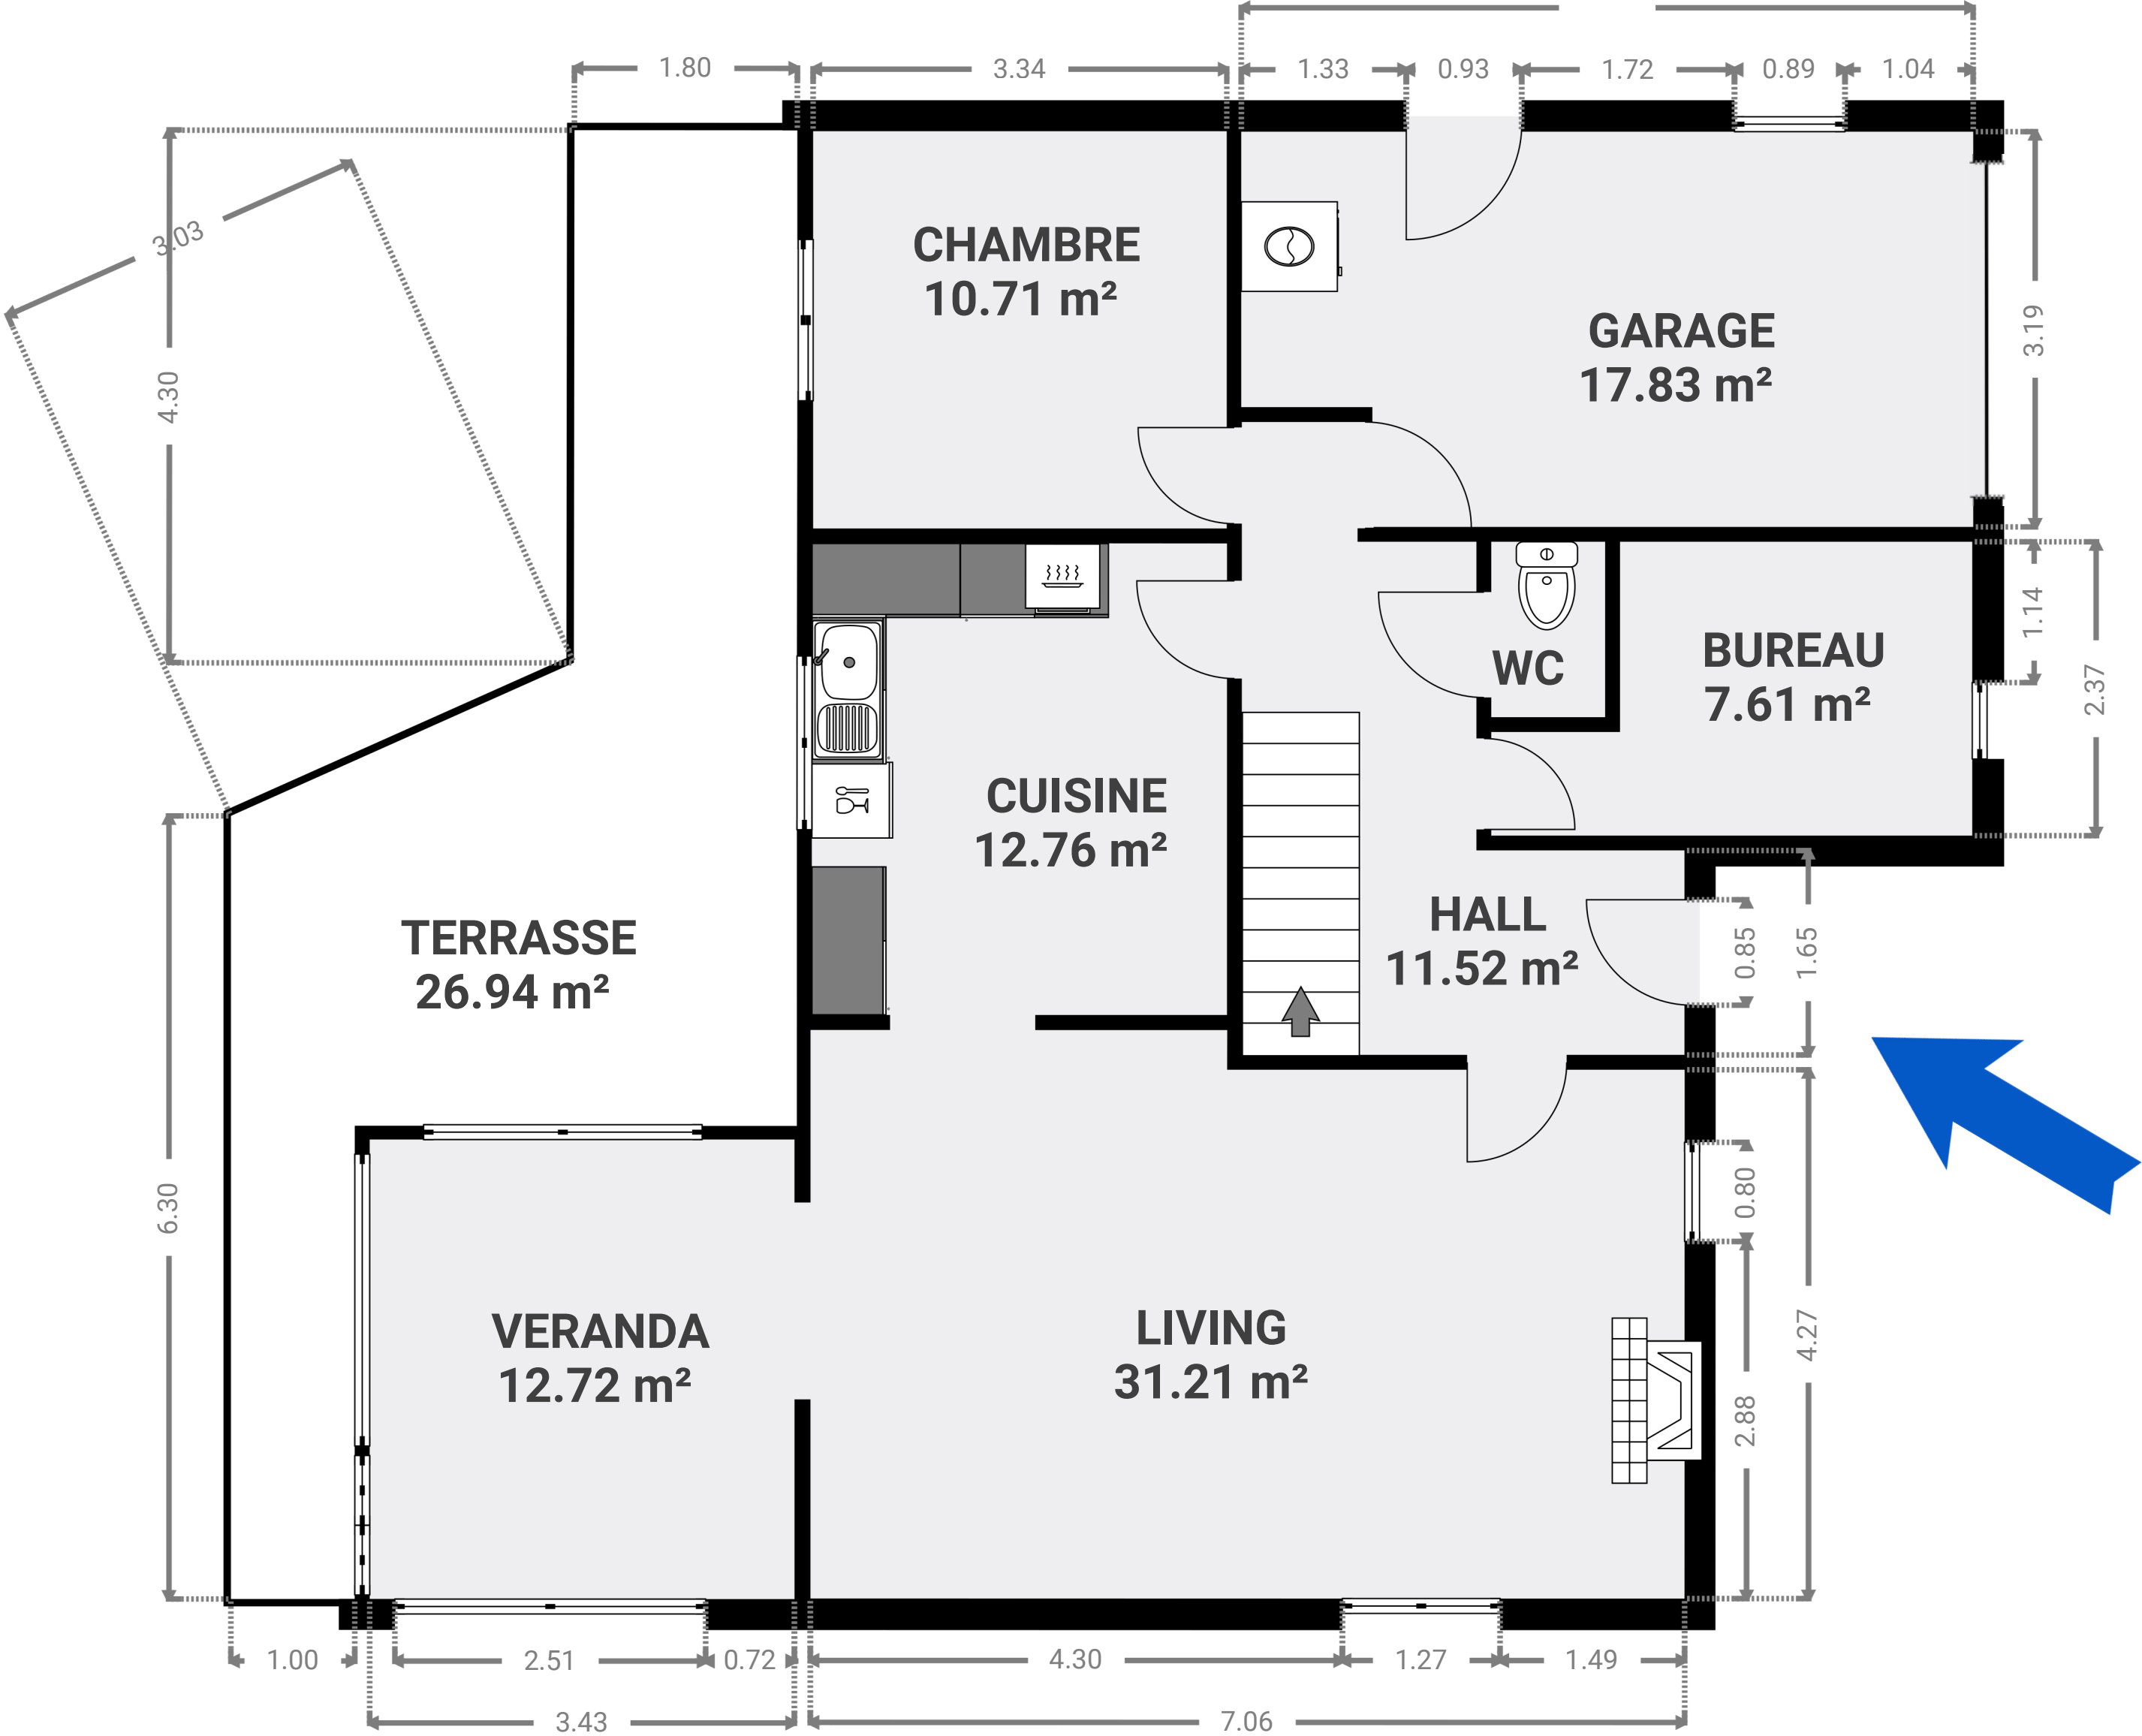 1.80
3.34
1.33
0.93
1.72
0.89
1.04
3.03
4.30
CHAMBRE
10.71 m²
GARAGE
17.83 m²
3.19
1.14
2.37
WC
BUREAU
7.61 m²
CUISINE
12.76 m²
HALL
11.52 m²
0.85
1.65
TERRASSE
26.94 m²
6.30
0.80
VERANDA
12.72 m²
LIVING
31.21 m²
4.27
2.88
1.00
2.51
0.72
4.30
1.27
1.49
3.43
7.06